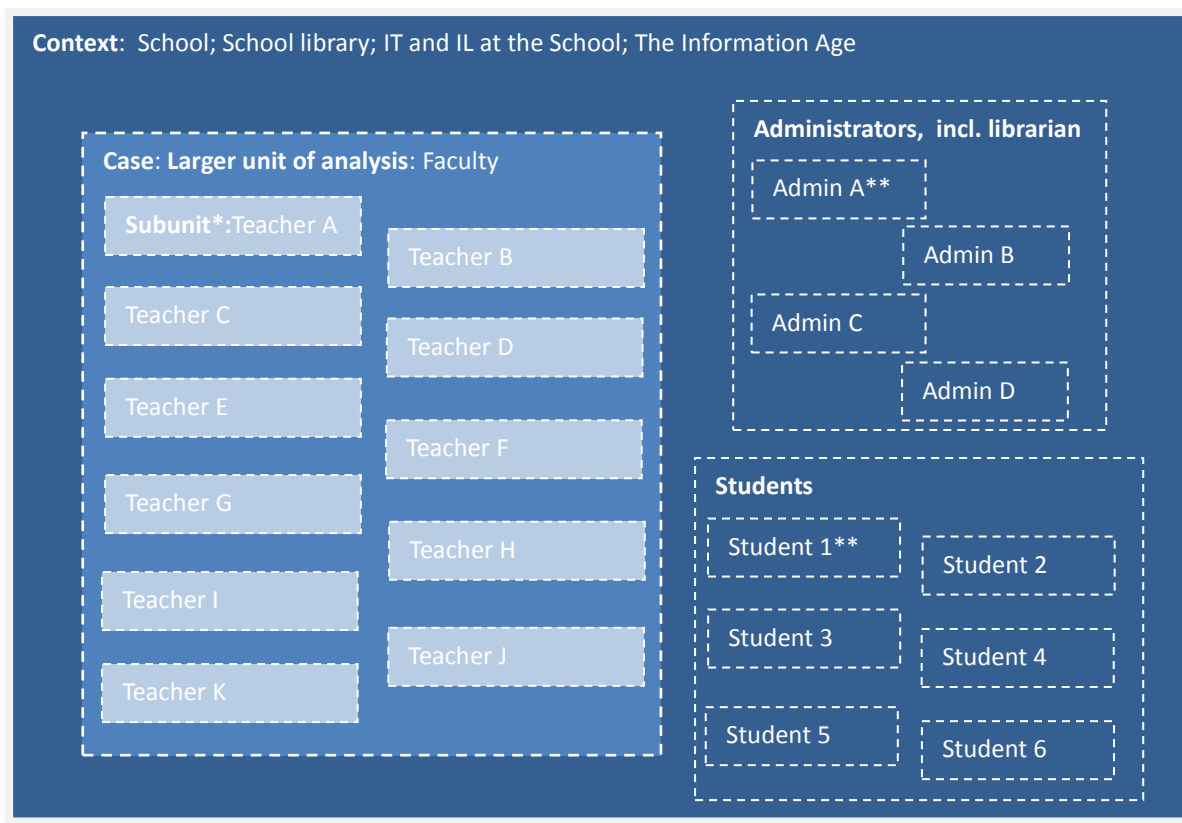 Context: School; School library; IT and IL at the School; The Information Age
Case: Larger unit of analysis: Faculty
Subunit*:Teacher A
Teacher B
Teacher C
Teacher D
Teacher E
Teacher F
Teacher G
Teacher H
Teacher I
Teacher J
Teacher K
Administrators, incl. librarian
Admin A**
Admin B
Admin C
Admin D
Students
Student 1**
Student 2
Student 3
Student 4
Student 5
Student 6